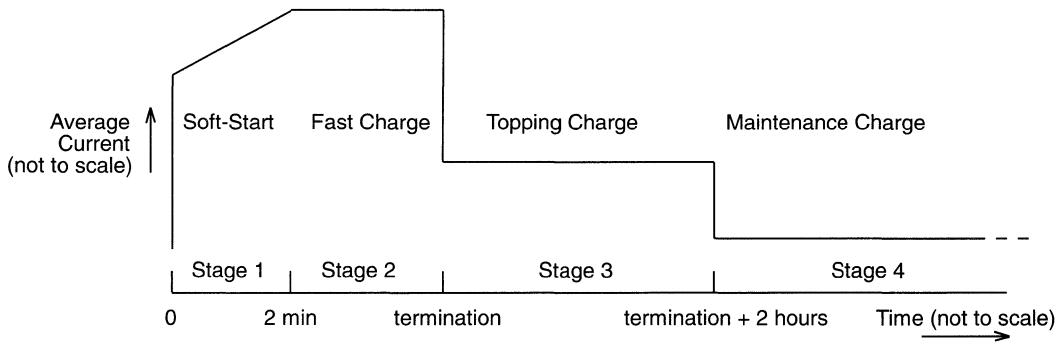 Average
Current
(not to scale)
Soft-Start
Fast Charge
Topping Charge
Maintenance Charge
Stage 1
Stage 2
Stage 3
Stage 4
0
2 min
termination
termination + 2 hours
Time (not to scale)